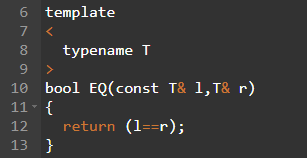 6 template
7 <
8   typename T
9 >
10 bool EQ(const T& l,T& r)
11 {
12   return (l==r);
13 }